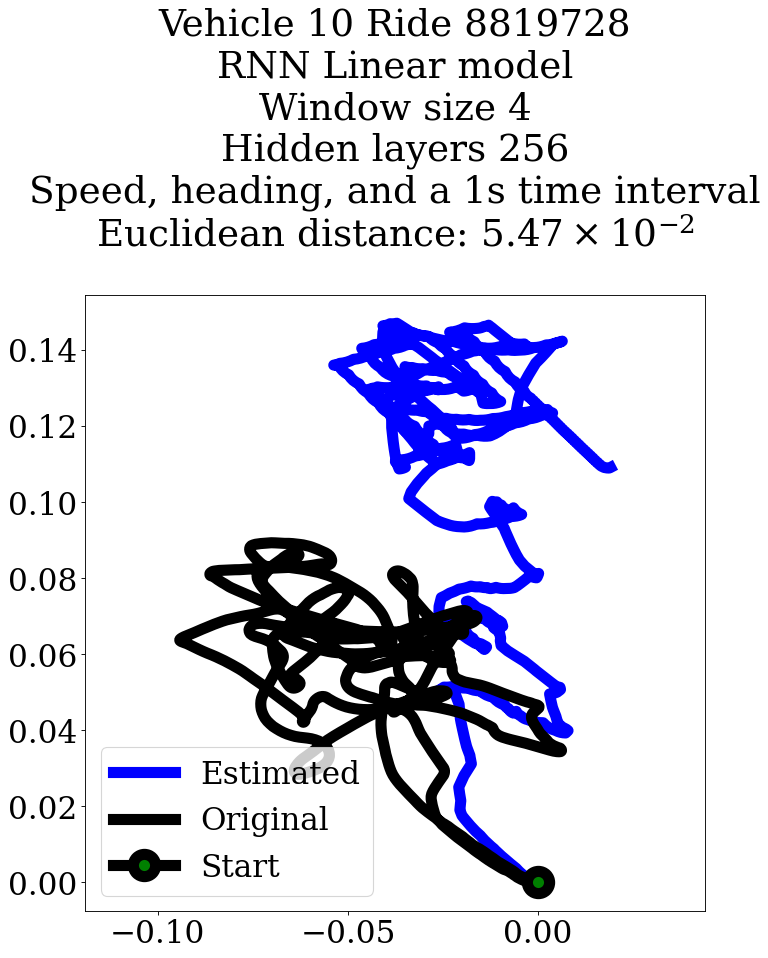 Vehicle 10 Ride 8819728
RNN Linear model
Window size 4
Hidden layers 256
Speed, heading, and a 1s time interval
Euclidean distance: 5.47 × 10⁻²
0.14
0.12
0.10
0.08
0.06
0.04
0.02
0.00
Estimated
Original
Start
−0.10
−0.05
0.00